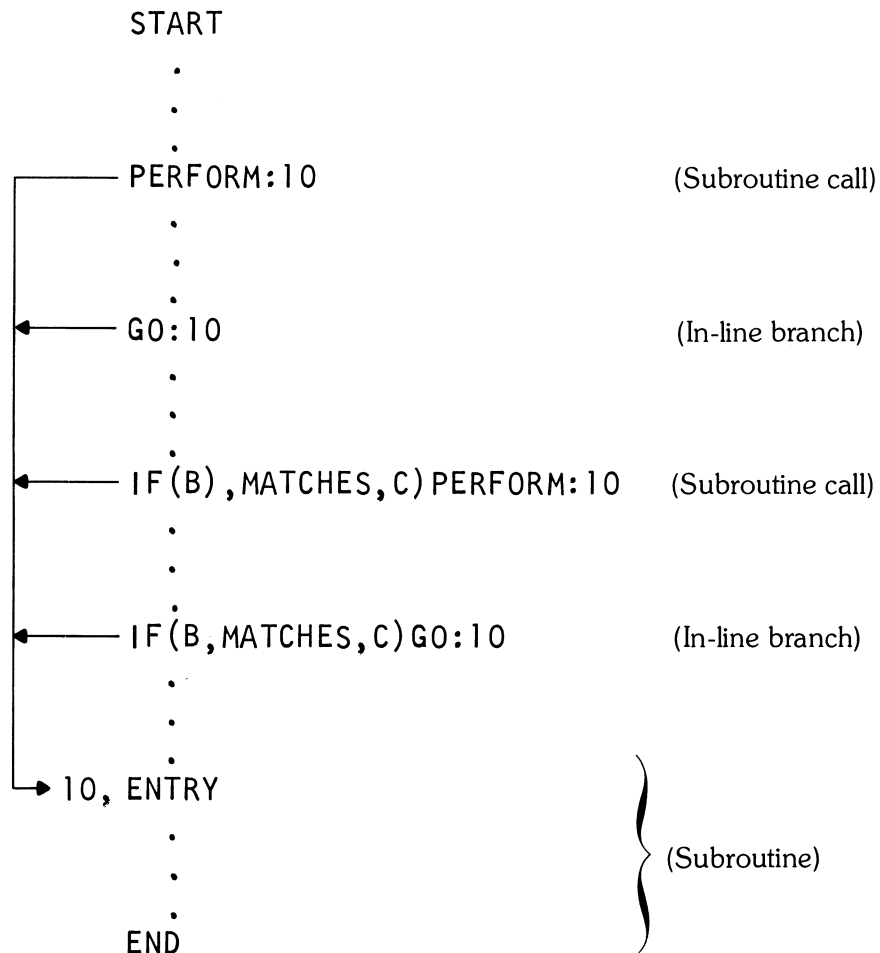 START
PERFORM:10 (Subroutine call)
GO:10 (In-line branch)
IF(B),MATCHES,C)PERFORM:10 (Subroutine call)
IF(B,MATCHES,C)GO:10 (In-line branch)
10, ENTRY
(Subroutine)
END